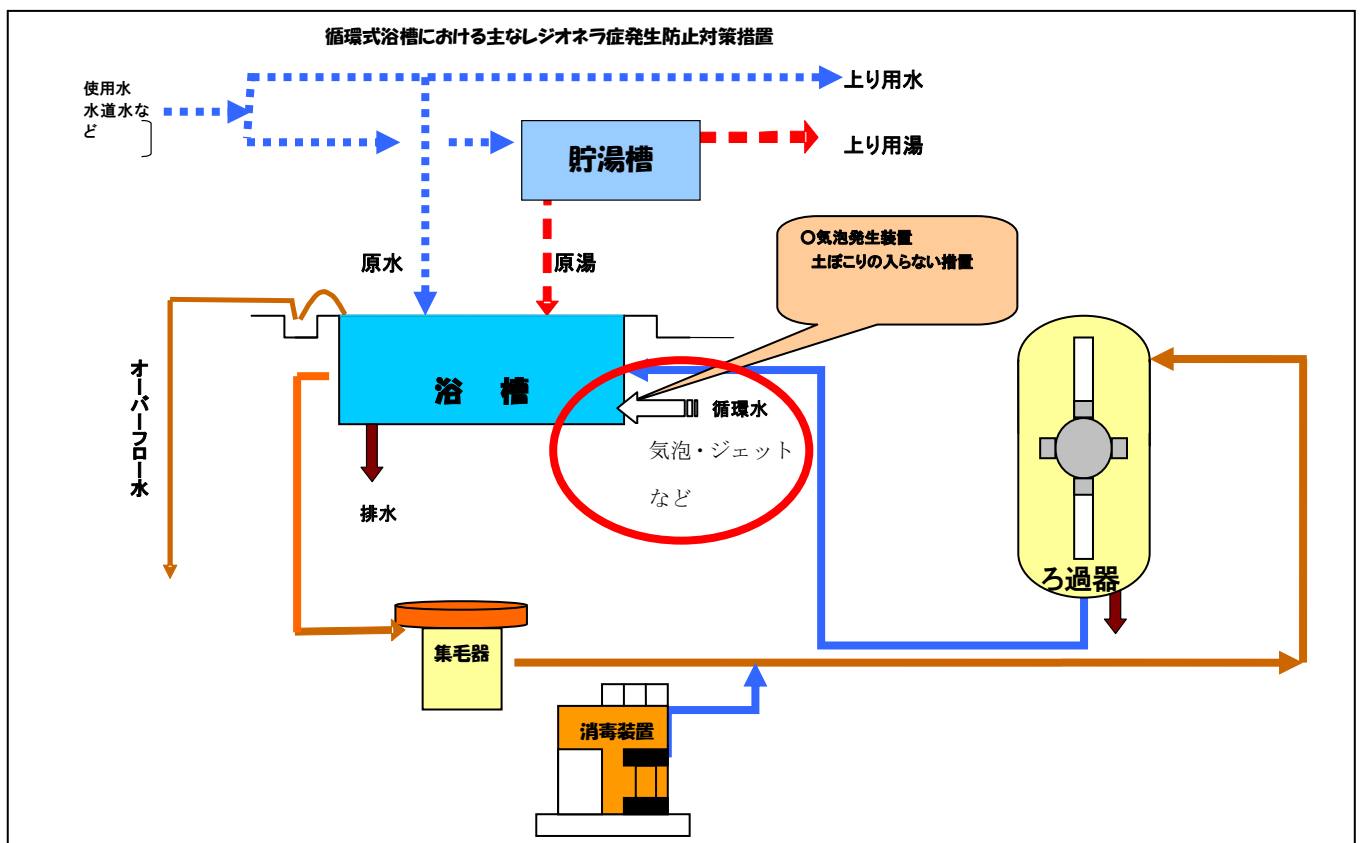 循環式浴槽における主なレジオネラ症発生防止対策措置
使用水
水道水な
ど
上り用水
上り用湯
貯湯槽
原水
原湯
○気泡発生装置
土ぼこりの入らない措置
オーバーフロー水
浴 槽
循環水
気泡・ジェット
など
排水
ろ過器
集毛器
消毒装置